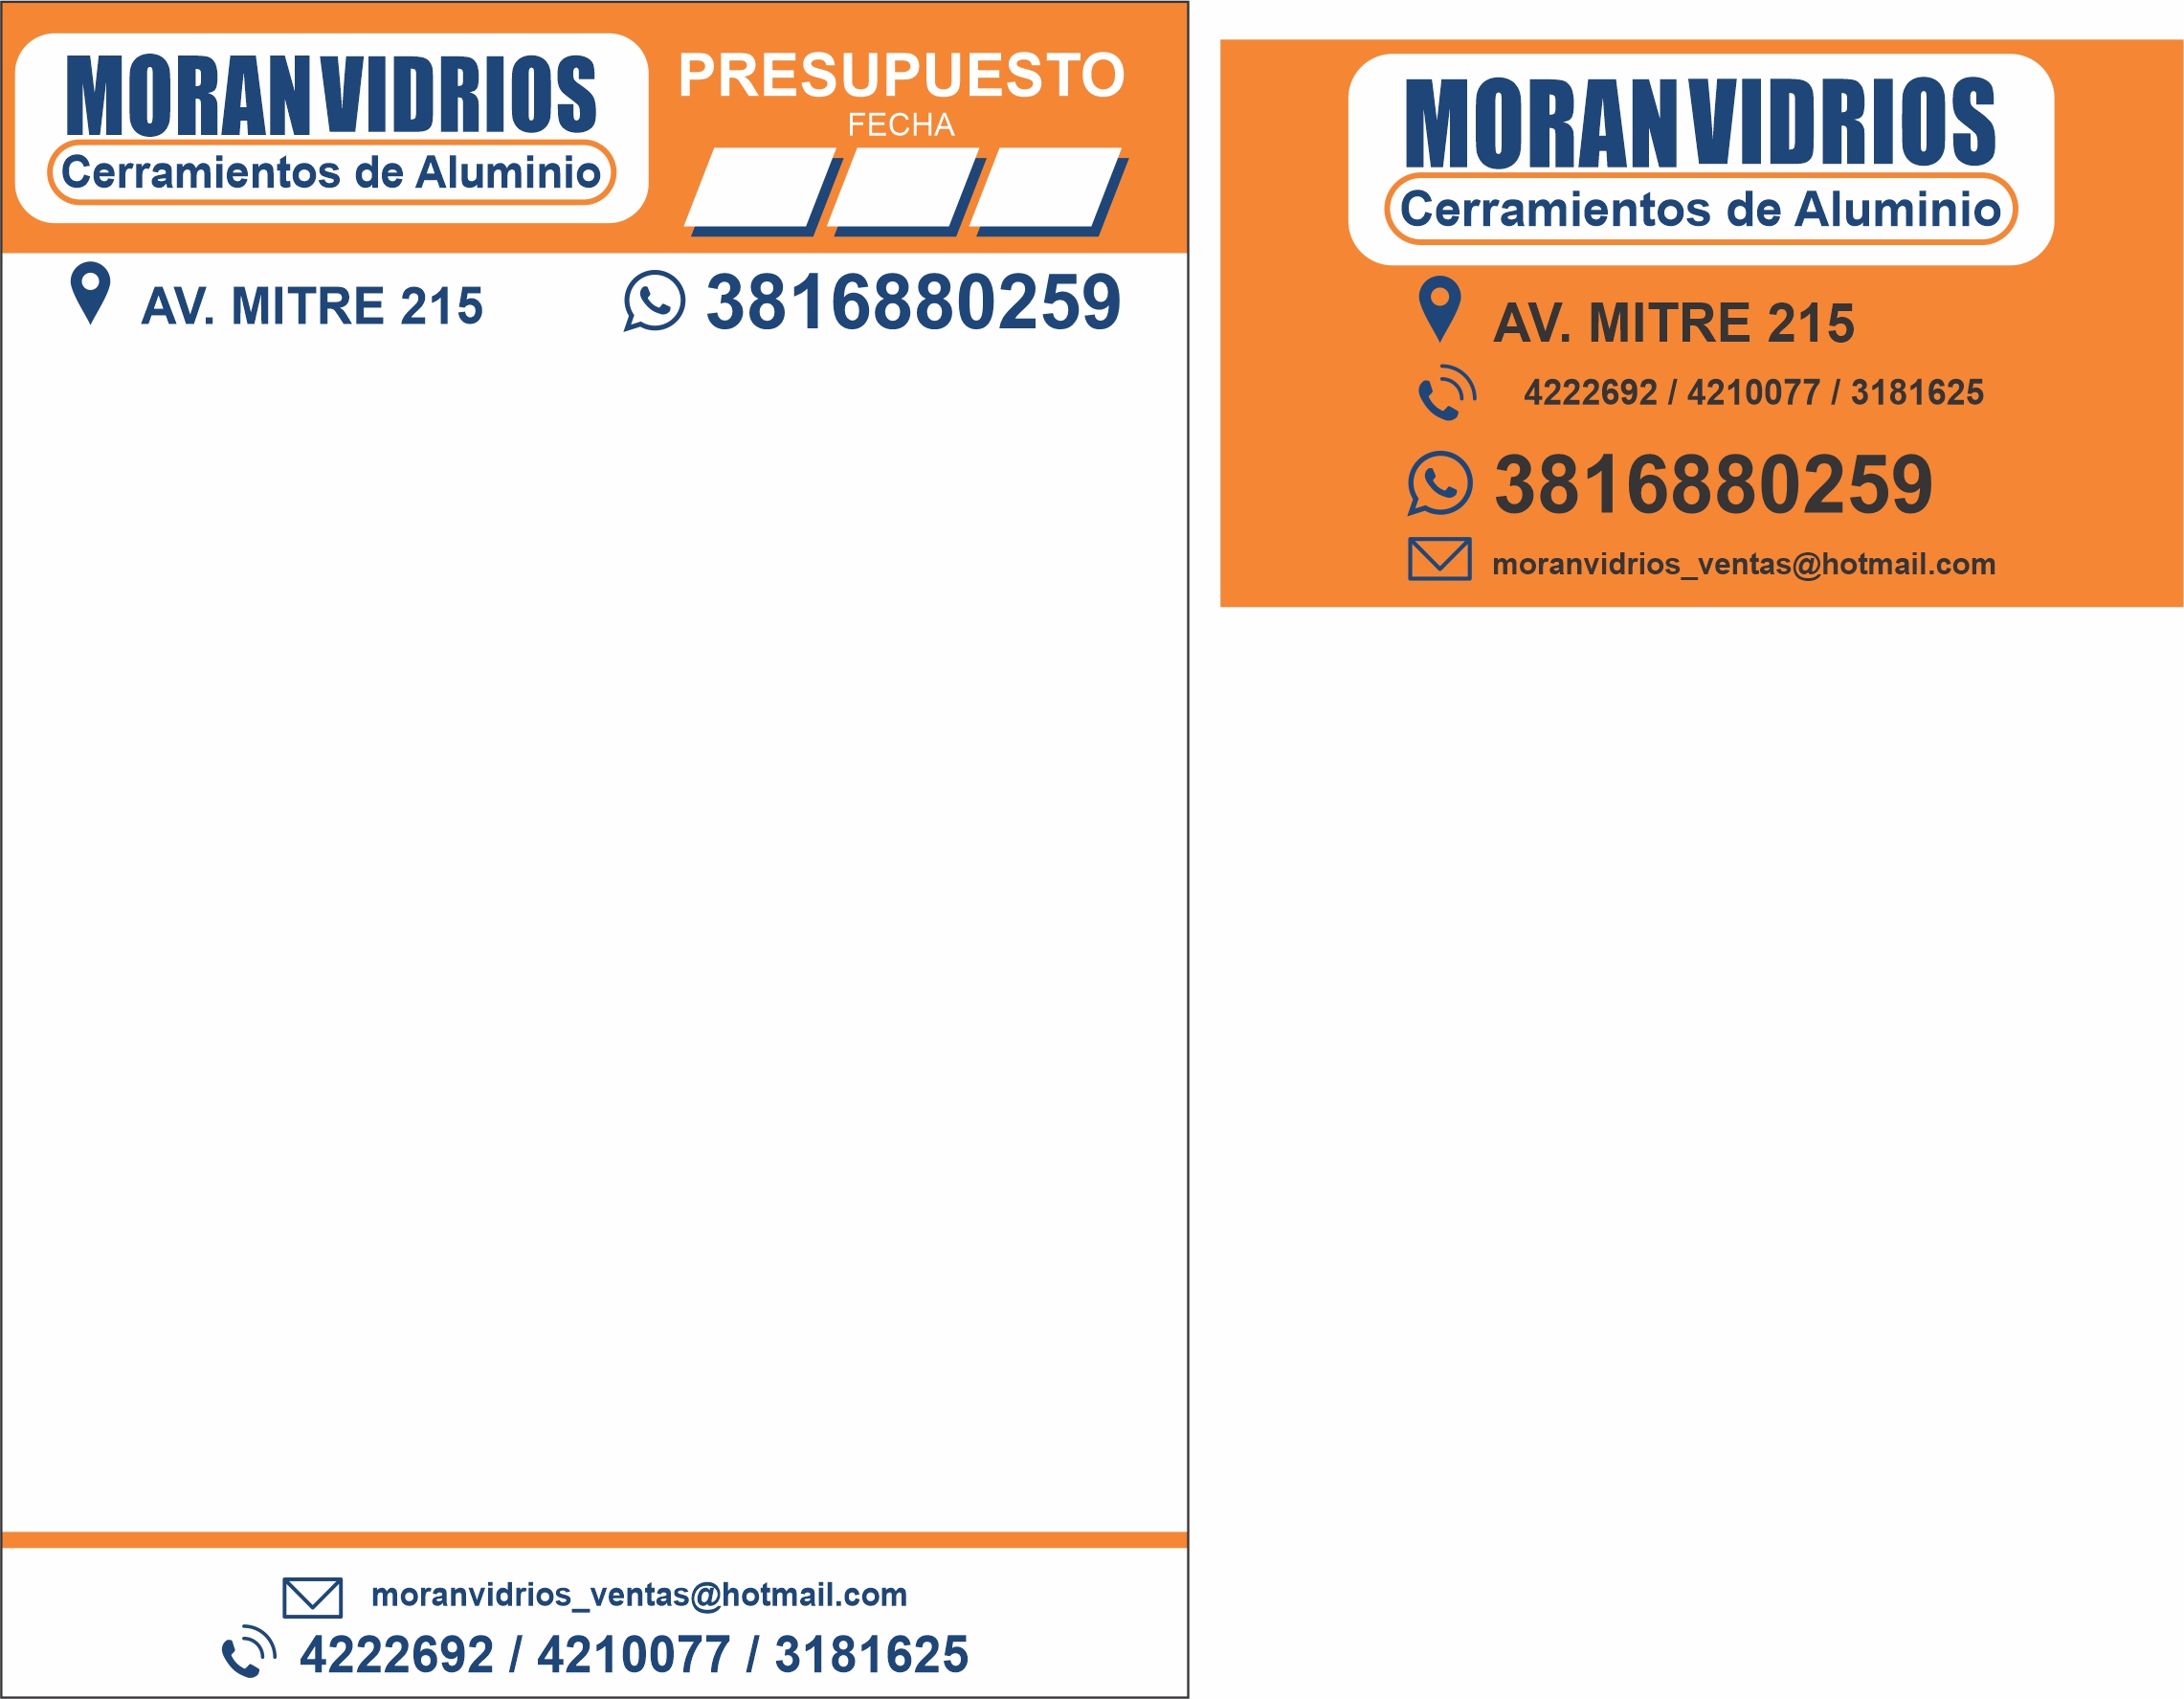 MORAN VIDRIOS
Cerramientos de Aluminio
PRESUPUESTO
FECHA
AV. MITRE 215
3816880259
moranvidrios_ventas@hotmail.com
4222692 / 4210077 / 3181625
MORAN VIDRIOS
Cerramientos de Aluminio
AV. MITRE 215
4222692 / 4210077 / 3181625
3816880259
moranvidrios_ventas@hotmail.com